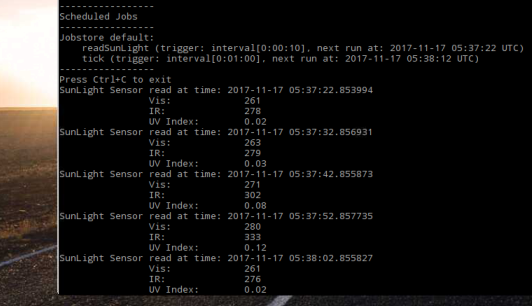 -----------------
Scheduled Jobs
-----------------
Jobstore default:
    readSunLight (trigger: interval[0:00:10], next run at: 2017-11-17 05:37:22 UTC)
    tick (trigger: interval[0:01:00], next run at: 2017-11-17 05:38:12 UTC)
-----------------
Press Ctrl+C to exit
SunLight Sensor read at time: 2017-11-17 05:37:22.853994
                Vis:            261
                IR:             278
                UV Index:       0.02
SunLight Sensor read at time: 2017-11-17 05:37:32.856931
                Vis:            263
                IR:             279
                UV Index:       0.03
SunLight Sensor read at time: 2017-11-17 05:37:42.855873
                Vis:            271
                IR:             302
                UV Index:       0.08
SunLight Sensor read at time: 2017-11-17 05:37:52.857735
                Vis:            280
                IR:             333
                UV Index:       0.12
SunLight Sensor read at time: 2017-11-17 05:38:02.855827
                Vis:            261
                IR:             276
                UV Index:       0.02